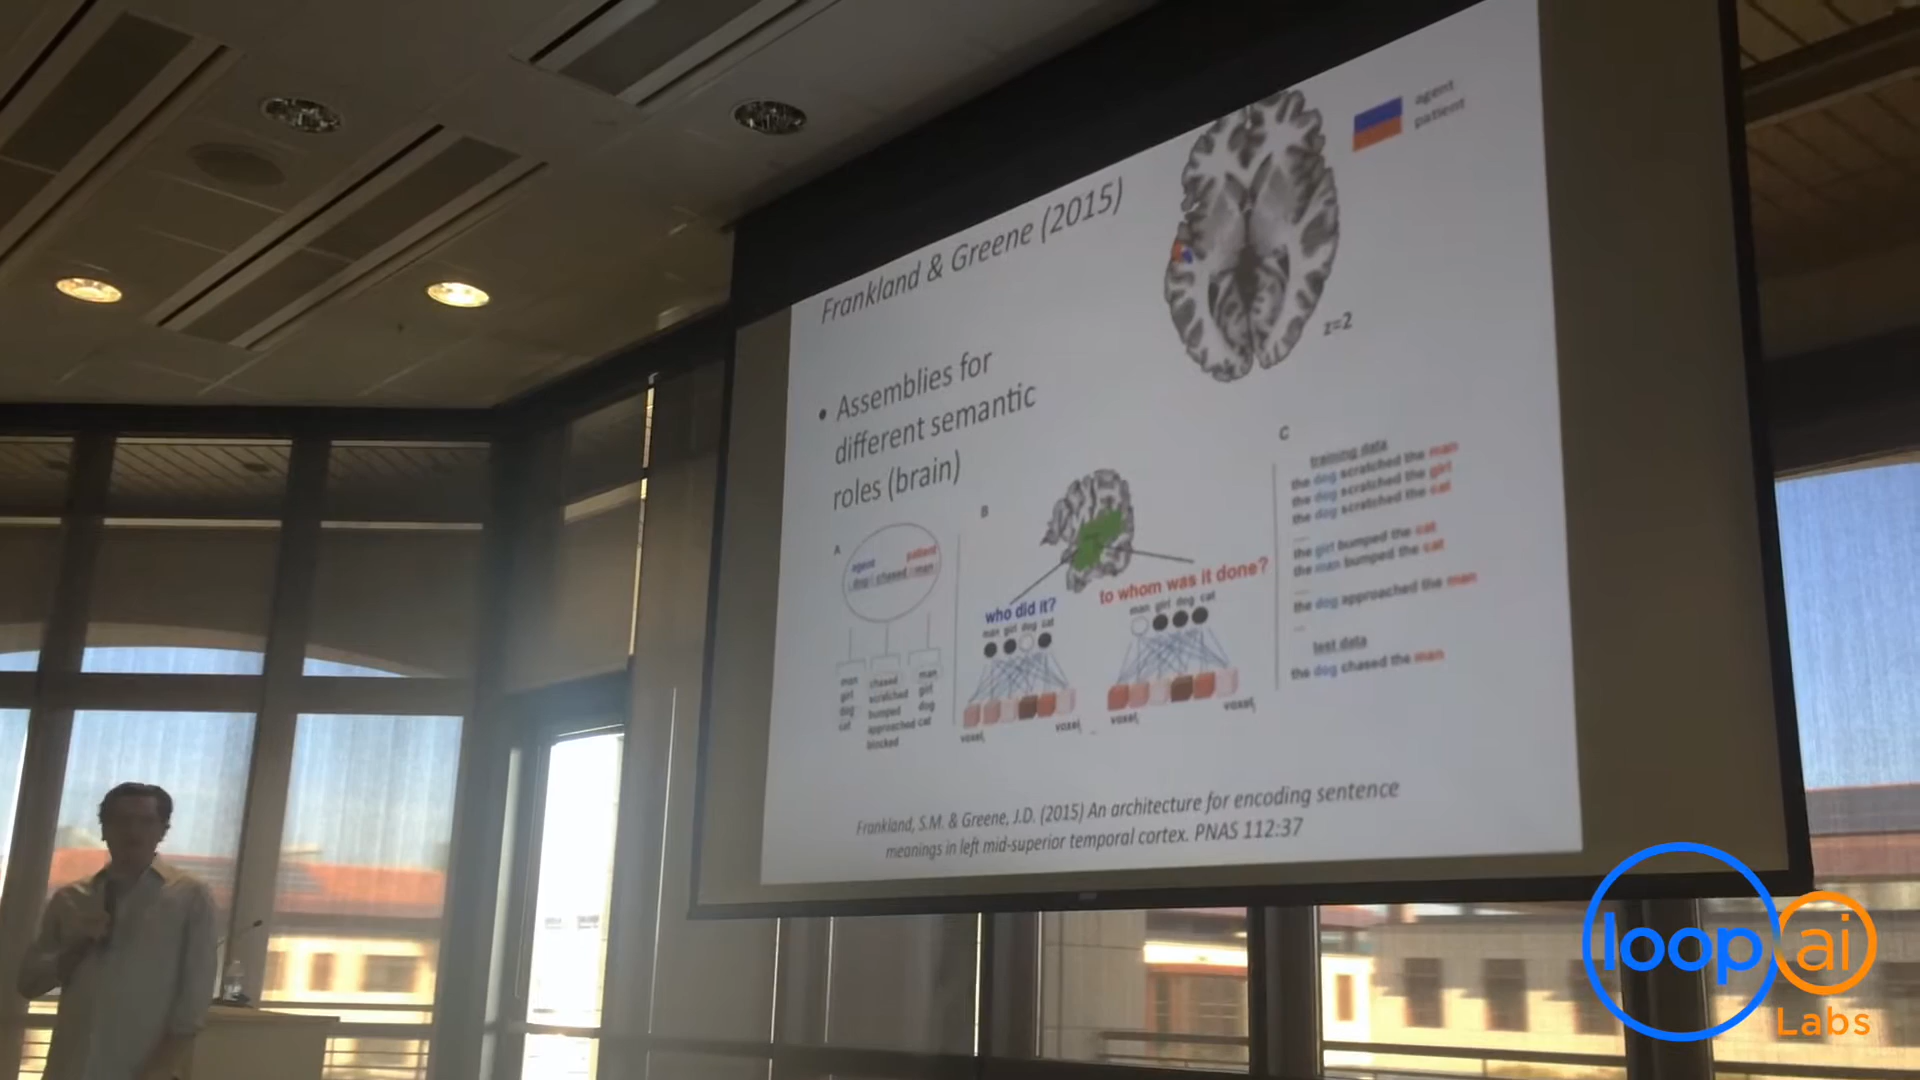 agent
patient
Frankland & Greene (2015)
z=2
• Assemblies for
different semantic
roles (brain)
A
agent patient
dog chased man
man chased man
girl scratched girl
dog bumped dog
cat approached cat
blocked
B
who did it?
man girl dog cat
voxel
voxel
to whom was it done?
man girl dog cat
voxel
voxel
C
training data
the dog scratched the man
the dog scratched the girl
the dog scratched the cat
....
the girl bumped the cat
the man bumped the cat
....
the dog approached the man
....
test data
the dog chased the man
Frankland, S.M. & Greene, J.D. (2015) An architecture for encoding sentence
meanings in left mid-superior temporal cortex. PNAS 112:37
loop ai
Labs